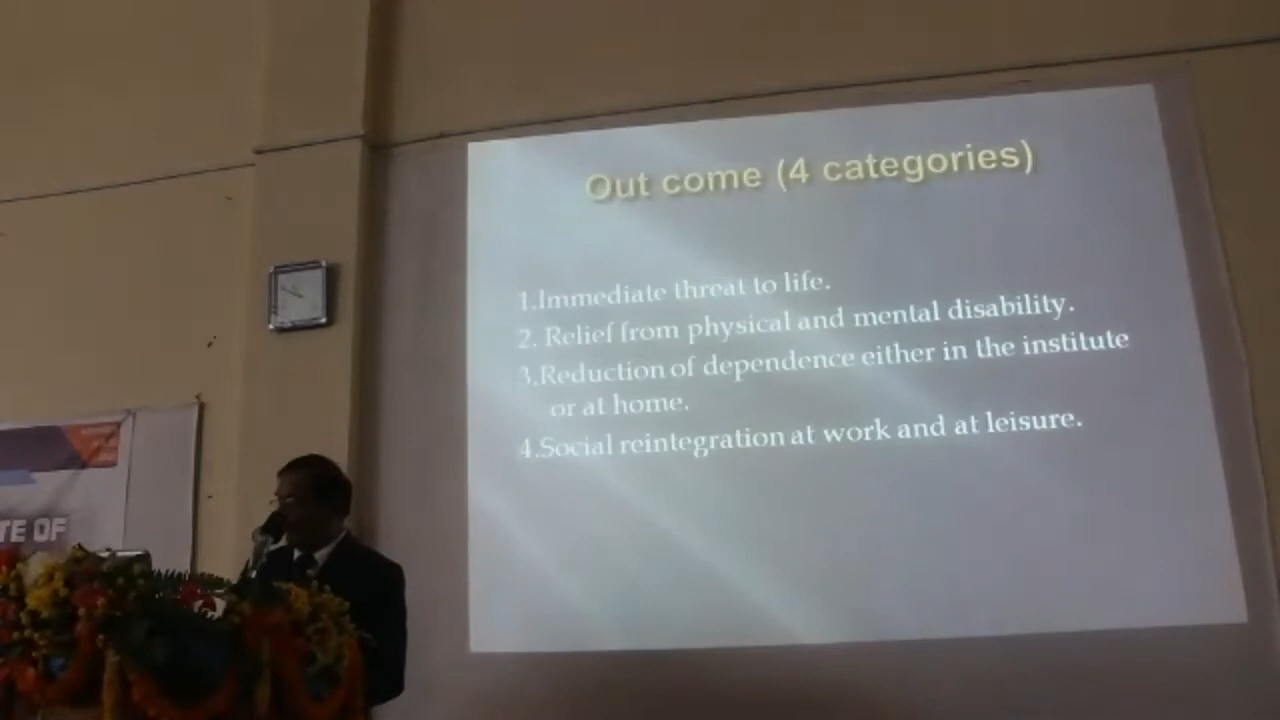 Out come (4 categories)
1.Immediate threat to life.
2. Relief from physical and mental disability.
3.Reduction of dependence either in the institute
or at home.
4.Social reintegration at work and at leisure.
TE OF